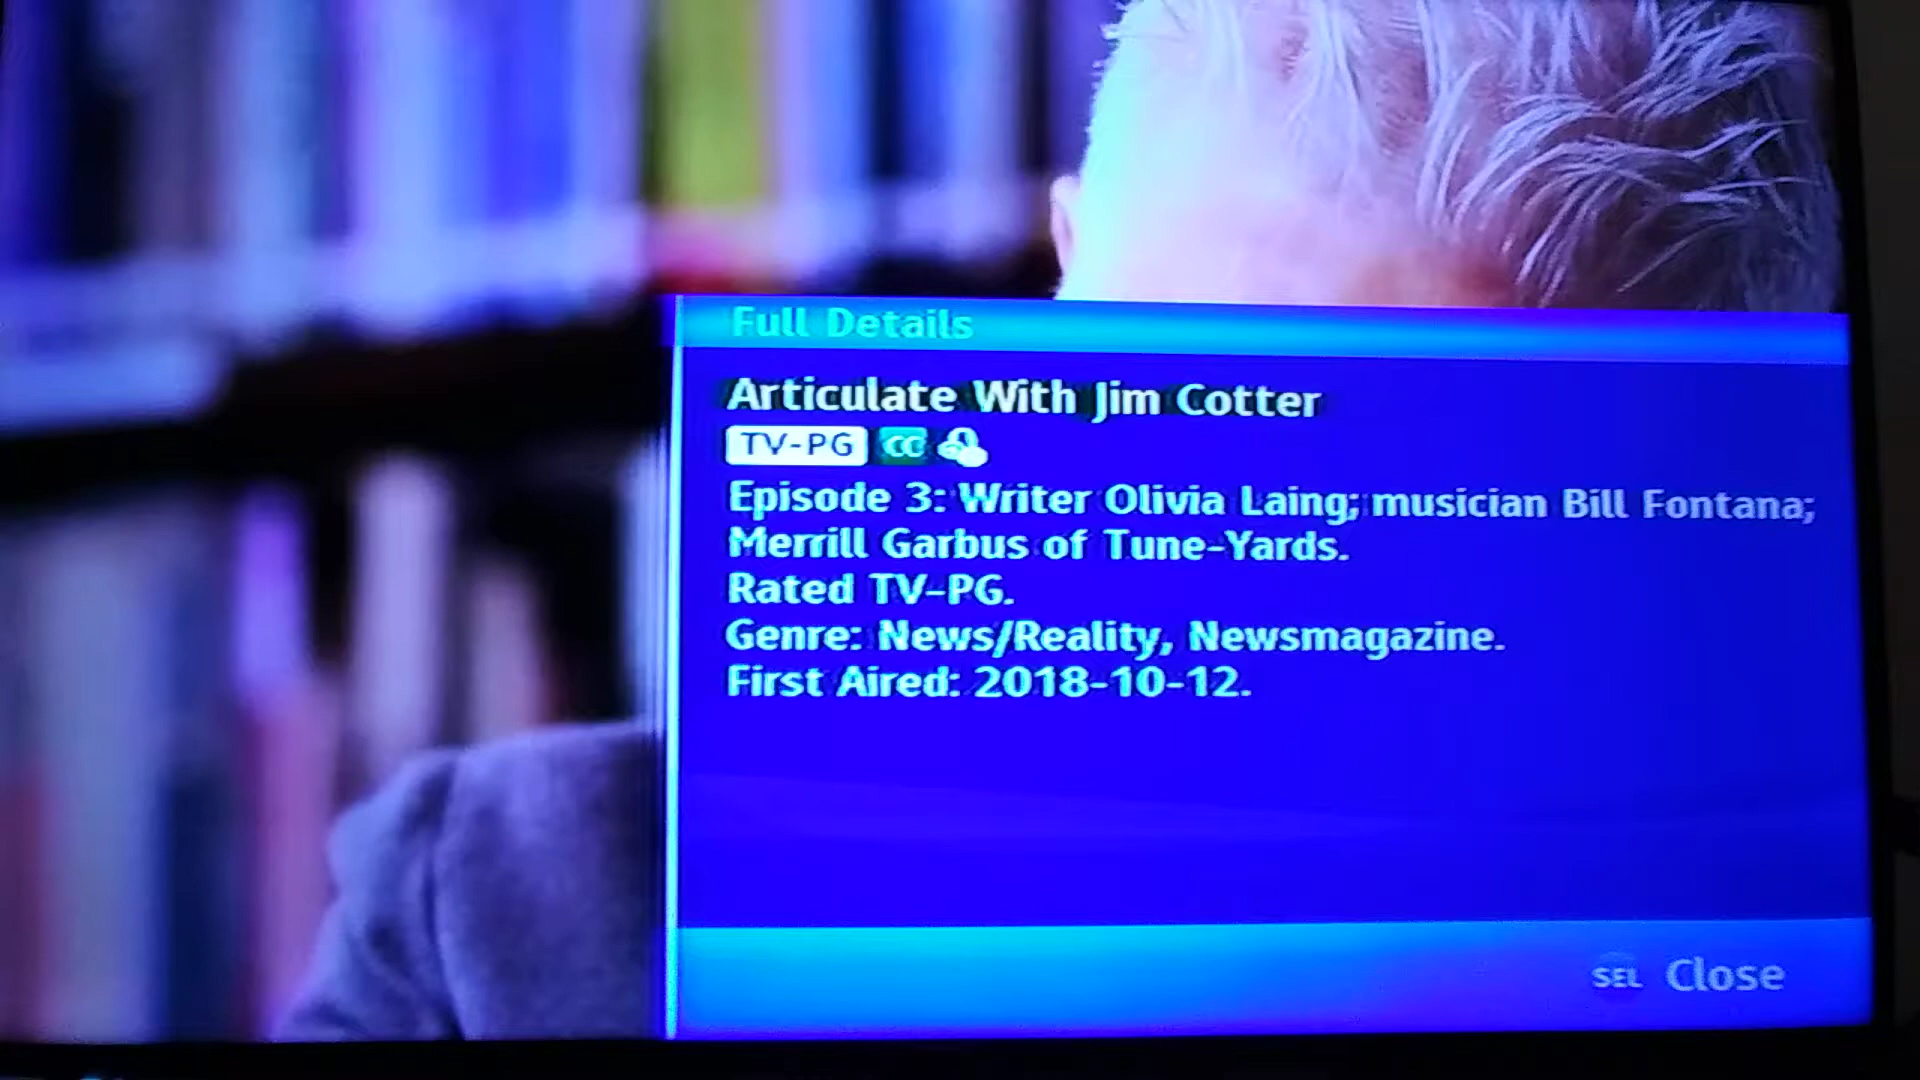 Full Details
Articulate With Jim Cotter
TV-PG CC
Episode 3: Writer Olivia Laing; musician Bill Fontana;
Merrill Garbus of Tune-Yards.
Rated TV-PG.
Genre: News/Reality, Newsmagazine.
First Aired: 2018-10-12.
SEL Close